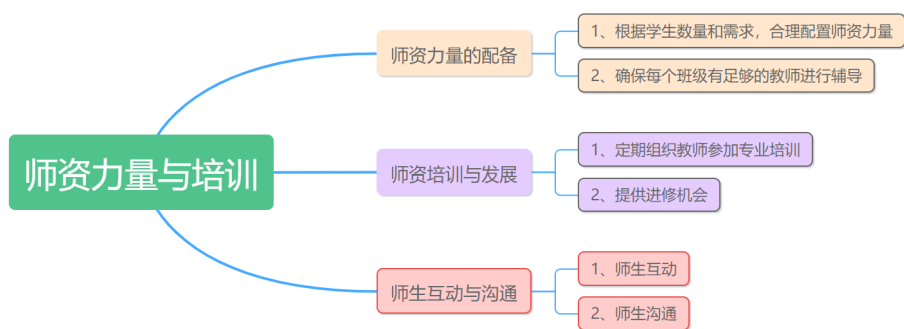 师资力量与培训
师资力量的配备
1、根据学生数量和需求，合理配置师资力量
2、确保每个班级有足够的教师进行辅导
师资培训与发展
1、定期组织教师参加专业培训
2、提供进修机会
师生互动与沟通
1、师生互动
2、师生沟通